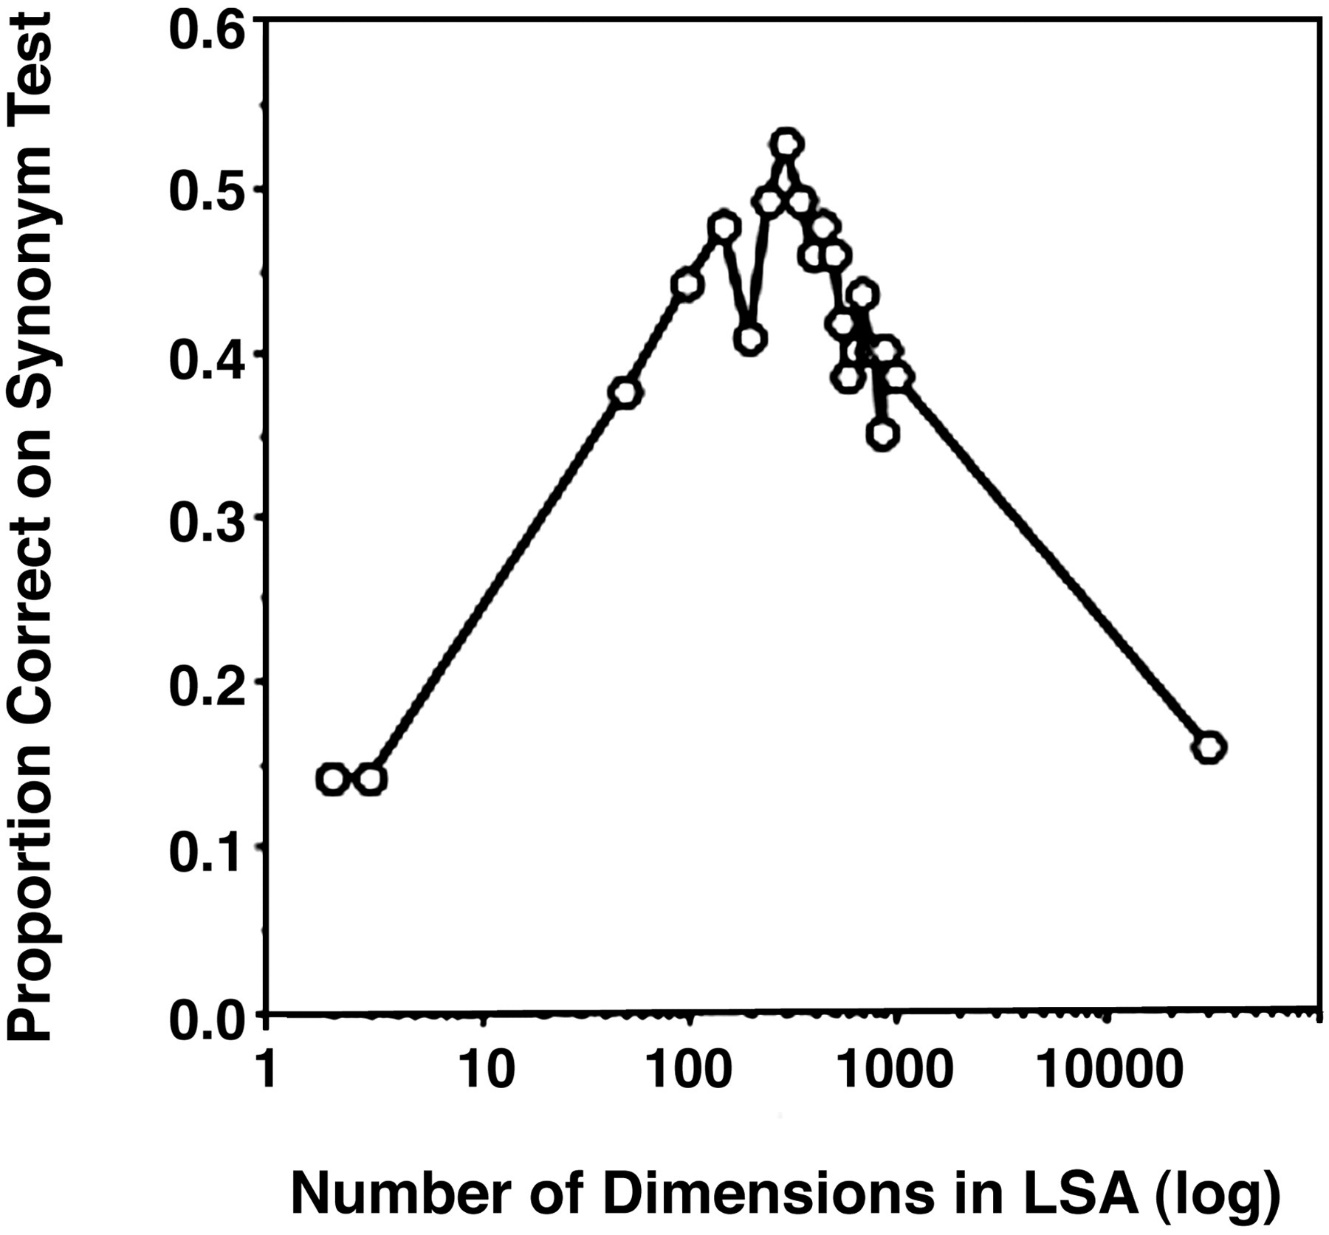 Proportion Correct on Synonym Test
0.6
0.5
0.4
0.3
0.2
0.1
0.0
1 10 100 1000 10000
Number of Dimensions in LSA (log)